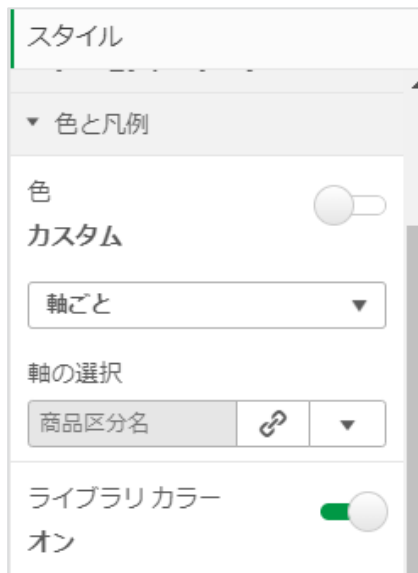 スタイル
色と凡例
色
カスタム
軸ごと
軸の選択
商品区分名
ライブラリ カラー
オン